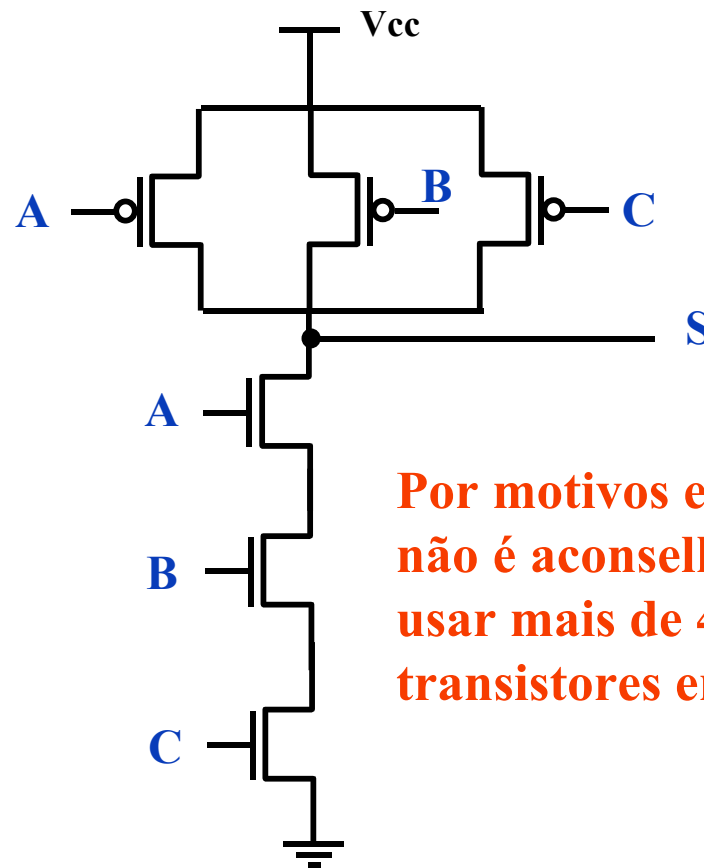 Vcc
A
B
C
S
A
B
C
Por motivos e
não é aconsell
usar mais de 4
transistores en